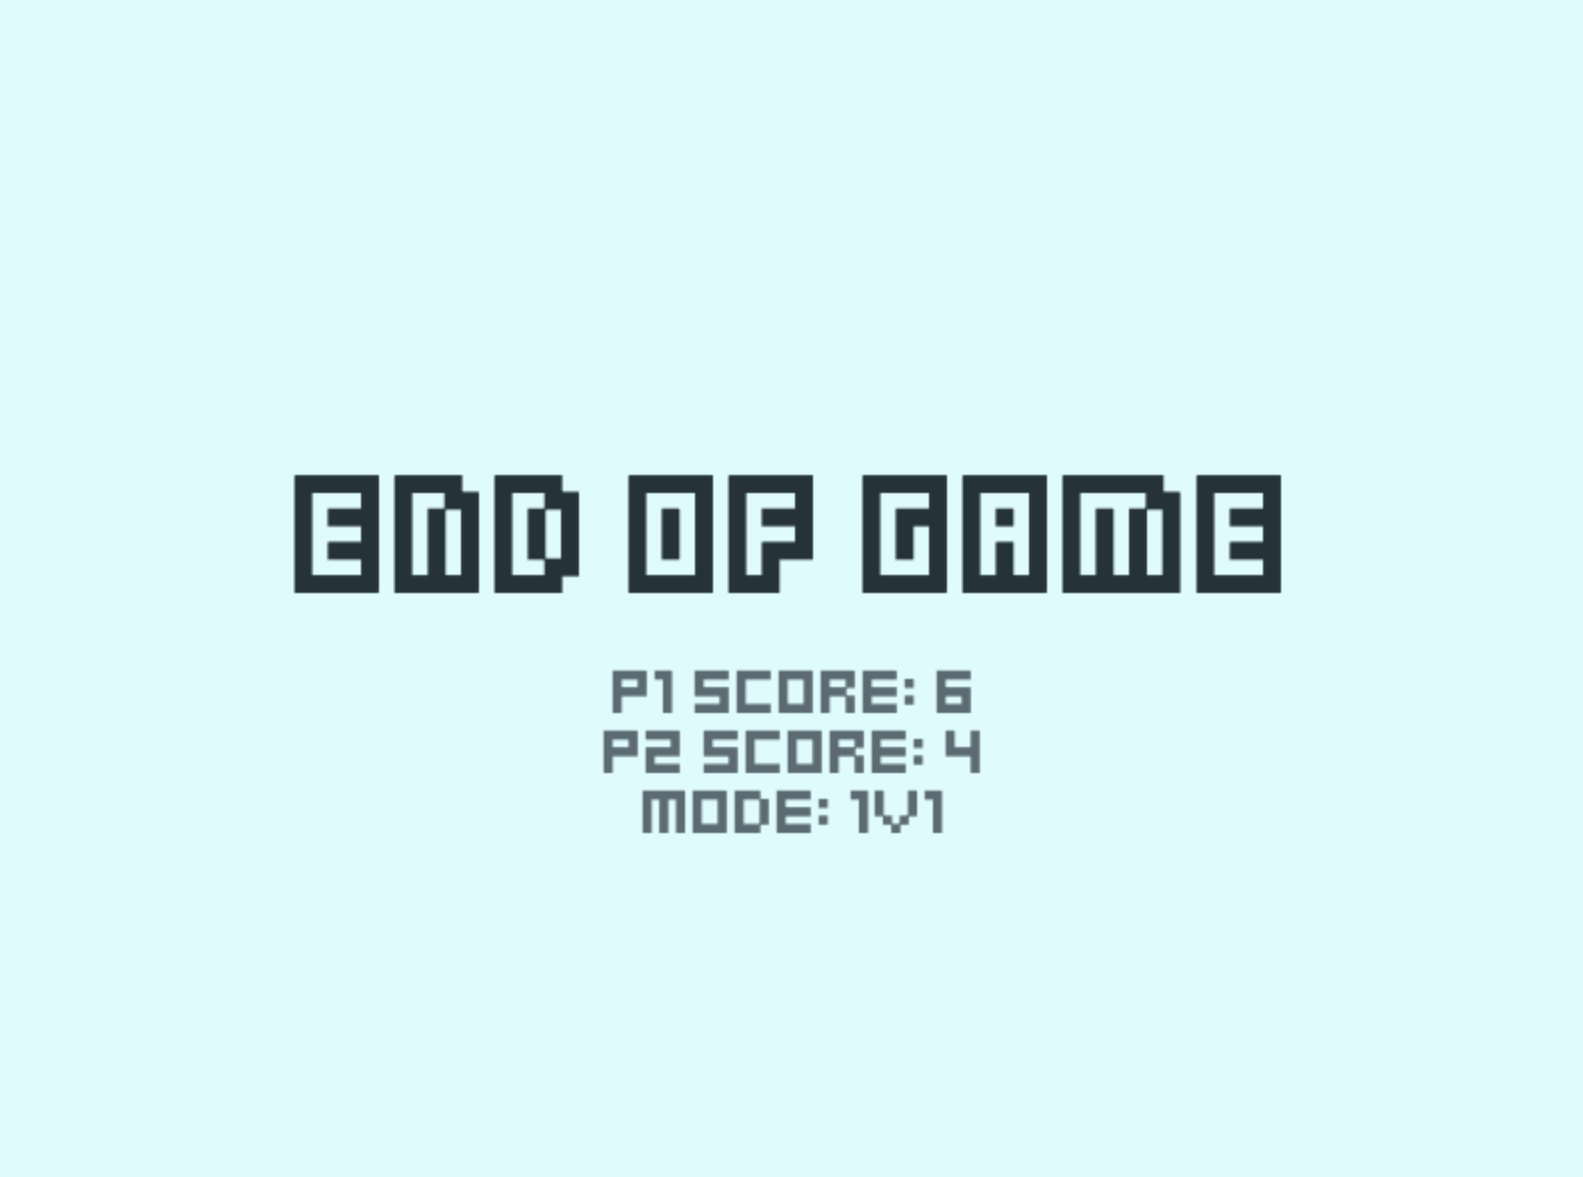 END OF GAME
P1 SCORE: 6
P2 SCORE: 4
MODE: 1V1